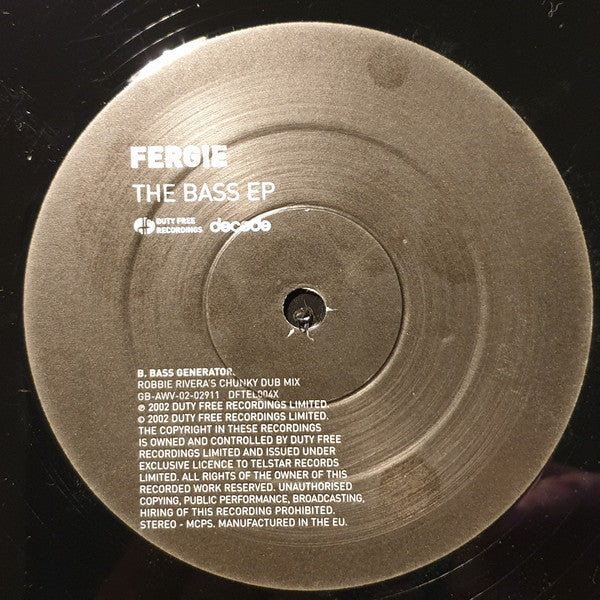 FERGIE
THE BASS EP
DUTY FREE
RECORDINGS
decode
B. BASS GENERATOR.
ROBBIE RIVERA'S CHUNKY DUB MIX
GB-AWV-02-02911 DFTEL004X
℗ 2002 DUTY FREE RECORDINGS LIMITED.
© 2002 DUTY FREE RECORDINGS LIMITED.
THE COPYRIGHT IN THESE RECORDINGS
IS OWNED AND CONTROLLED BY DUTY FREE
RECORDINGS LIMITED AND ISSUED UNDER
EXCLUSIVE LICENCE TO TELSTAR RECORDS
LIMITED. ALL RIGHTS OF THE OWNER OF THIS
RECORDED WORK RESERVED. UNAUTHORISED
COPYING, PUBLIC PERFORMANCE, BROADCASTING,
HIRING OF THIS RECORDING PROHIBITED.
STEREO - MCPS. MANUFACTURED IN THE EU.